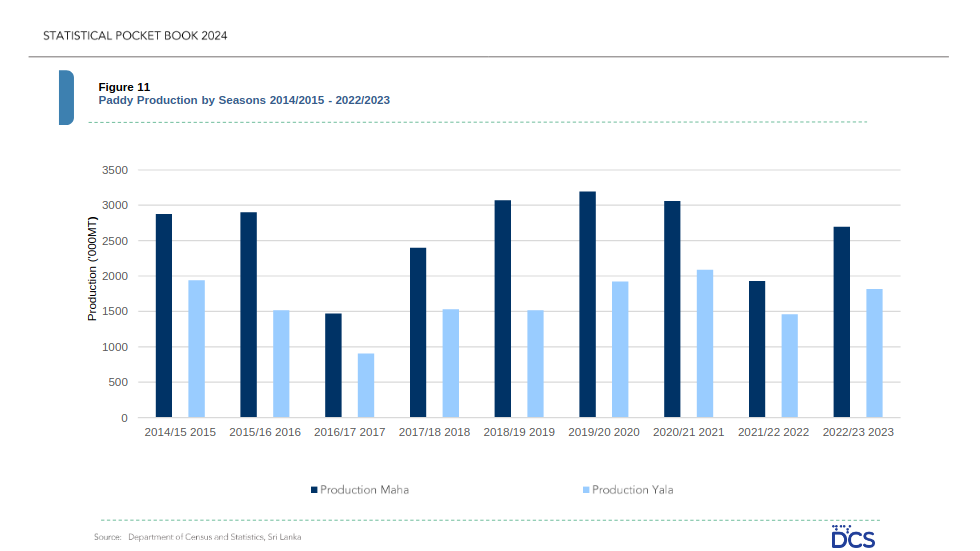 STATISTICAL POCKET BOOK 2024
Figure 11
Paddy Production by Seasons 2014/2015 - 2022/2023
Production ('000MT)
3500
3000
2500
2000
1500
1000
500
0
2014/15 2015 2015/16 2016 2016/17 2017 2017/18 2018 2018/19 2019 2019/20 2020 2020/21 2021 2021/22 2022 2022/23 2023
Production Maha Production Yala
Source: Department of Census and Statistics, Sri Lanka
DCS